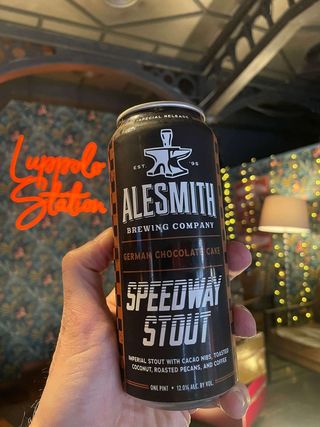 SPECIAL RELEASE
EST. '95
ALESMITH
BREWING COMPANY
GERMAN CHOCOLATE CAKE
SPEEDWAY
STOUT
IMPERIAL STOUT WITH CACAO NIBS, TOASTED
COCONUT, ROASTED PECANS, AND COFFEE
ONE PINT • 12.0% ALC. BY VOL.
Luppolo
Station